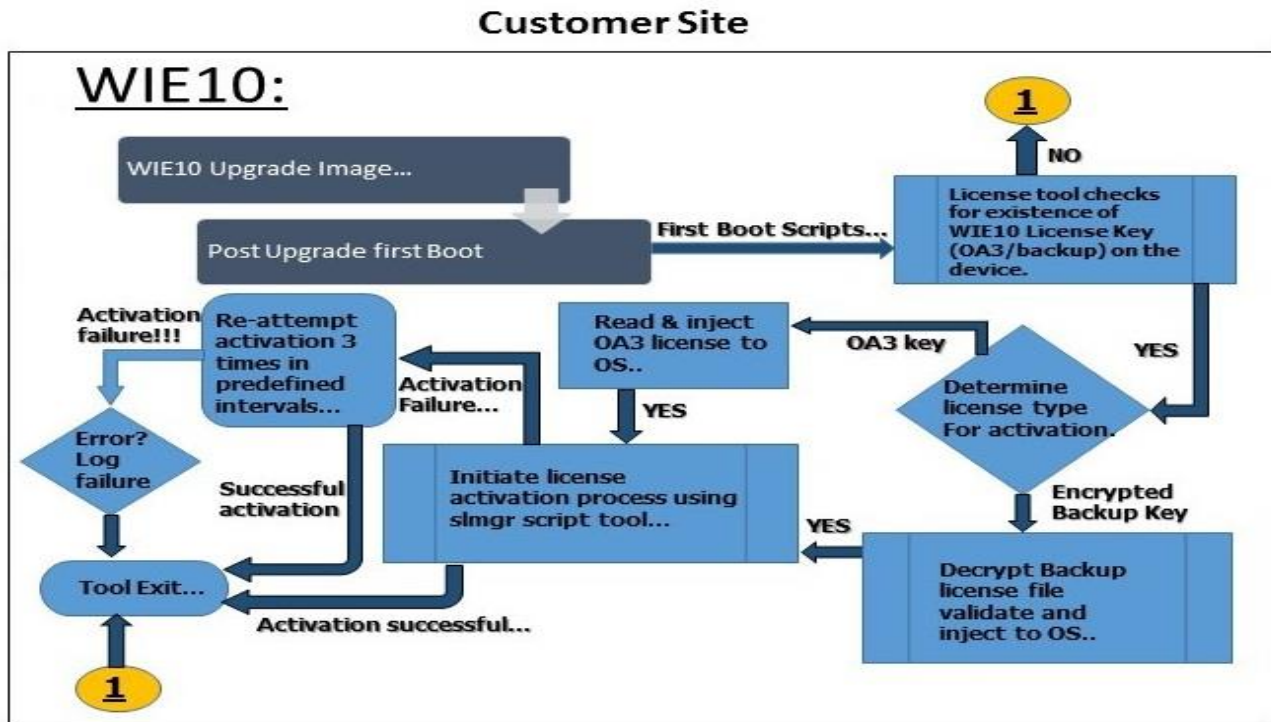 Customer Site
WIE10:
1
NO
WIE10 Upgrade Image...
Post Upgrade first Boot
First Boot Scripts...
License tool checks
for existence of
WIE10 License Key
(OA3/backup) on the
device.
YES
Determine
license type
For activation.
OA3 key
Read & inject
OA3 license to
OS..
YES
Encrypted
Backup Key
Decrypt Backup
license file
validate and
inject to OS..
YES
Initiate license
activation process using
slmgr script tool...
Activation
Failure...
Re-attempt
activation 3
times in
predefined
intervals...
Activation
failure!!!
Error?
Log
failure
Successful
activation
Activation successful...
Tool Exit...
1